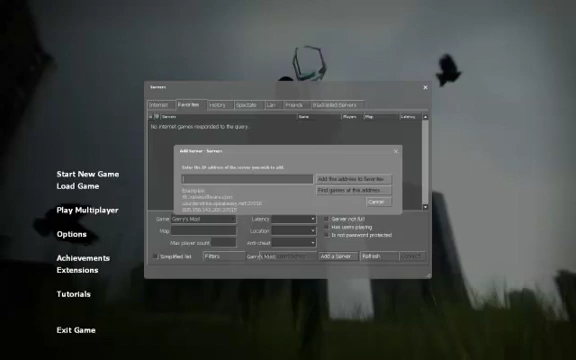 Servers
Internet Favorites History Spectate Lan Friends Blacklisted Servers
Servers Game Players Map Latency
No internet games responded to the query.
Add Server - Servers
Enter the IP address of the server you wish to add.
Add this address to favorites
Find games at this address...
Examples:
Cancel
Start New Game
Load Game
Play Multiplayer
Options
Achievements
Extensions
Tutorials
Exit Game
Game Garry's Mod Latency Server not full
Map Location Has users playing
Max player count Anti-cheat Is not password protected
Simplified list Filters Garry's Mod Add a Server Refresh